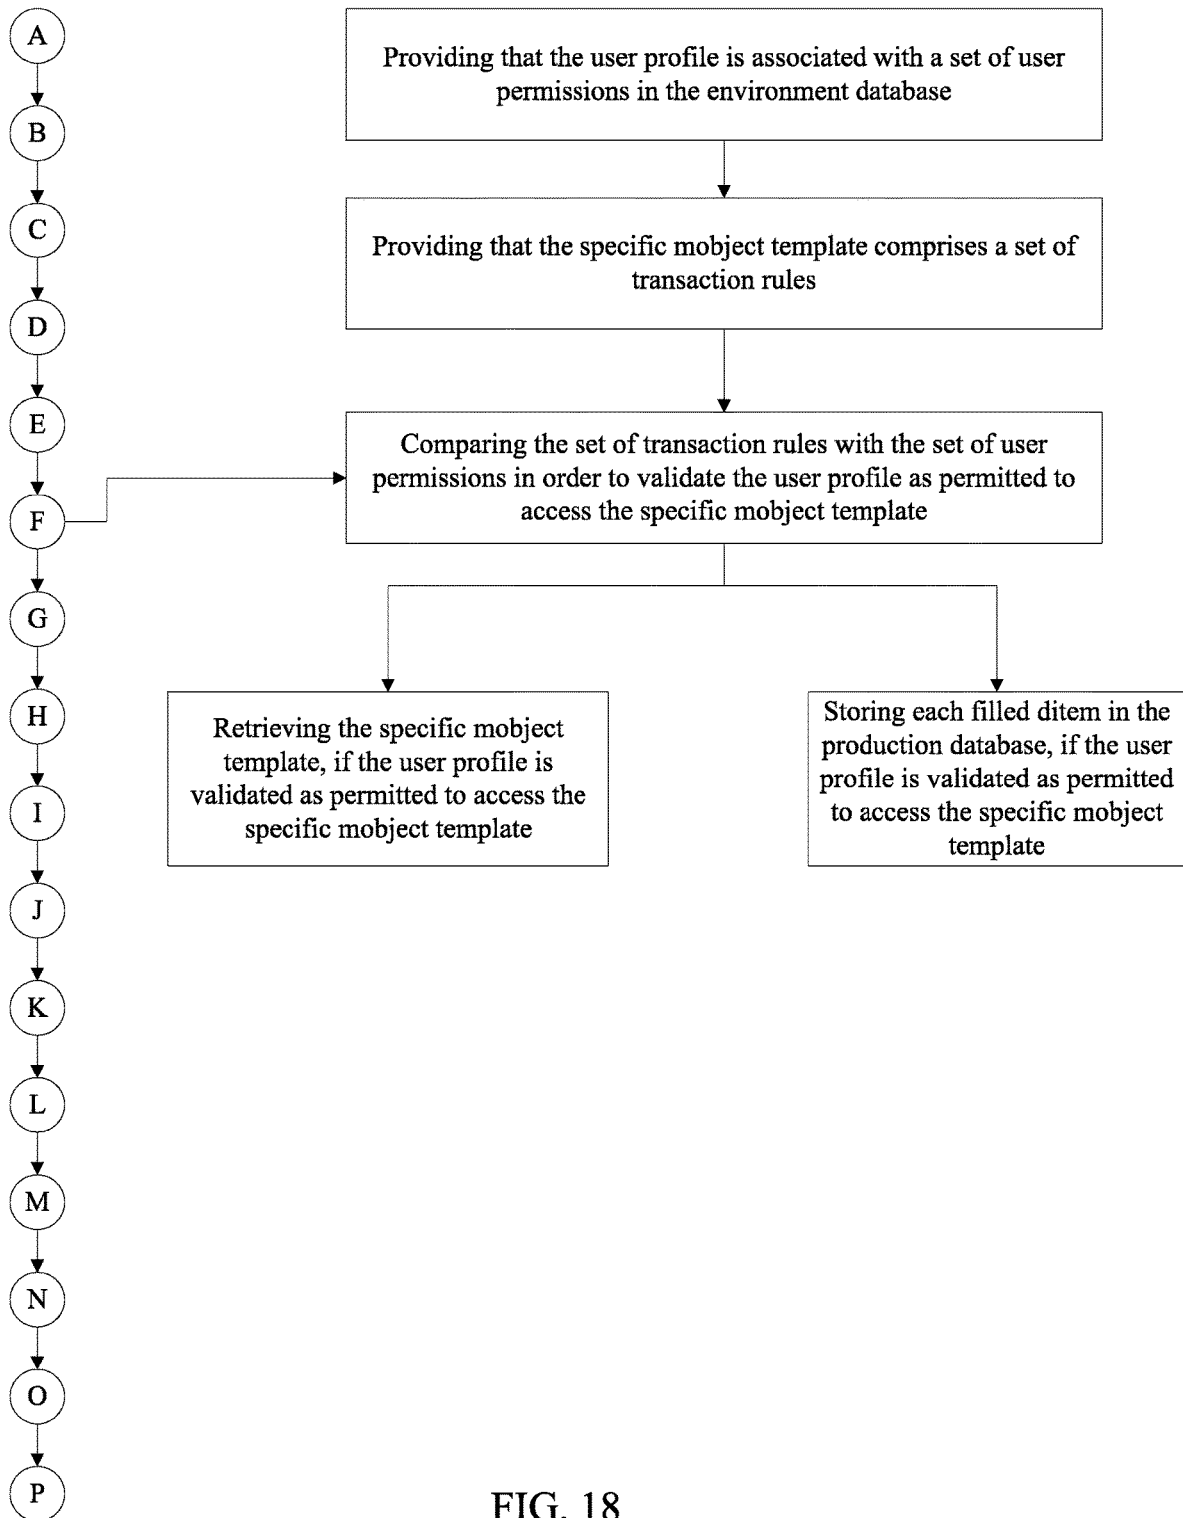 A
B
C
D
E
F
G
H
I
J
K
L
M
N
O
P
Providing that the user profile is associated with a set of user
permissions in the environment database
Providing that the specific mobject template comprises a set of
transaction rules
Comparing the set of transaction rules with the set of user
permissions in order to validate the user profile as permitted to
access the specific mobject template
Retrieving the specific mobject
template, if the user profile is
validated as permitted to access the
specific mobject template
Storing each filled ditem in the
production database, if the user
profile is validated as permitted
to access the specific mobject
template
FIG. 18